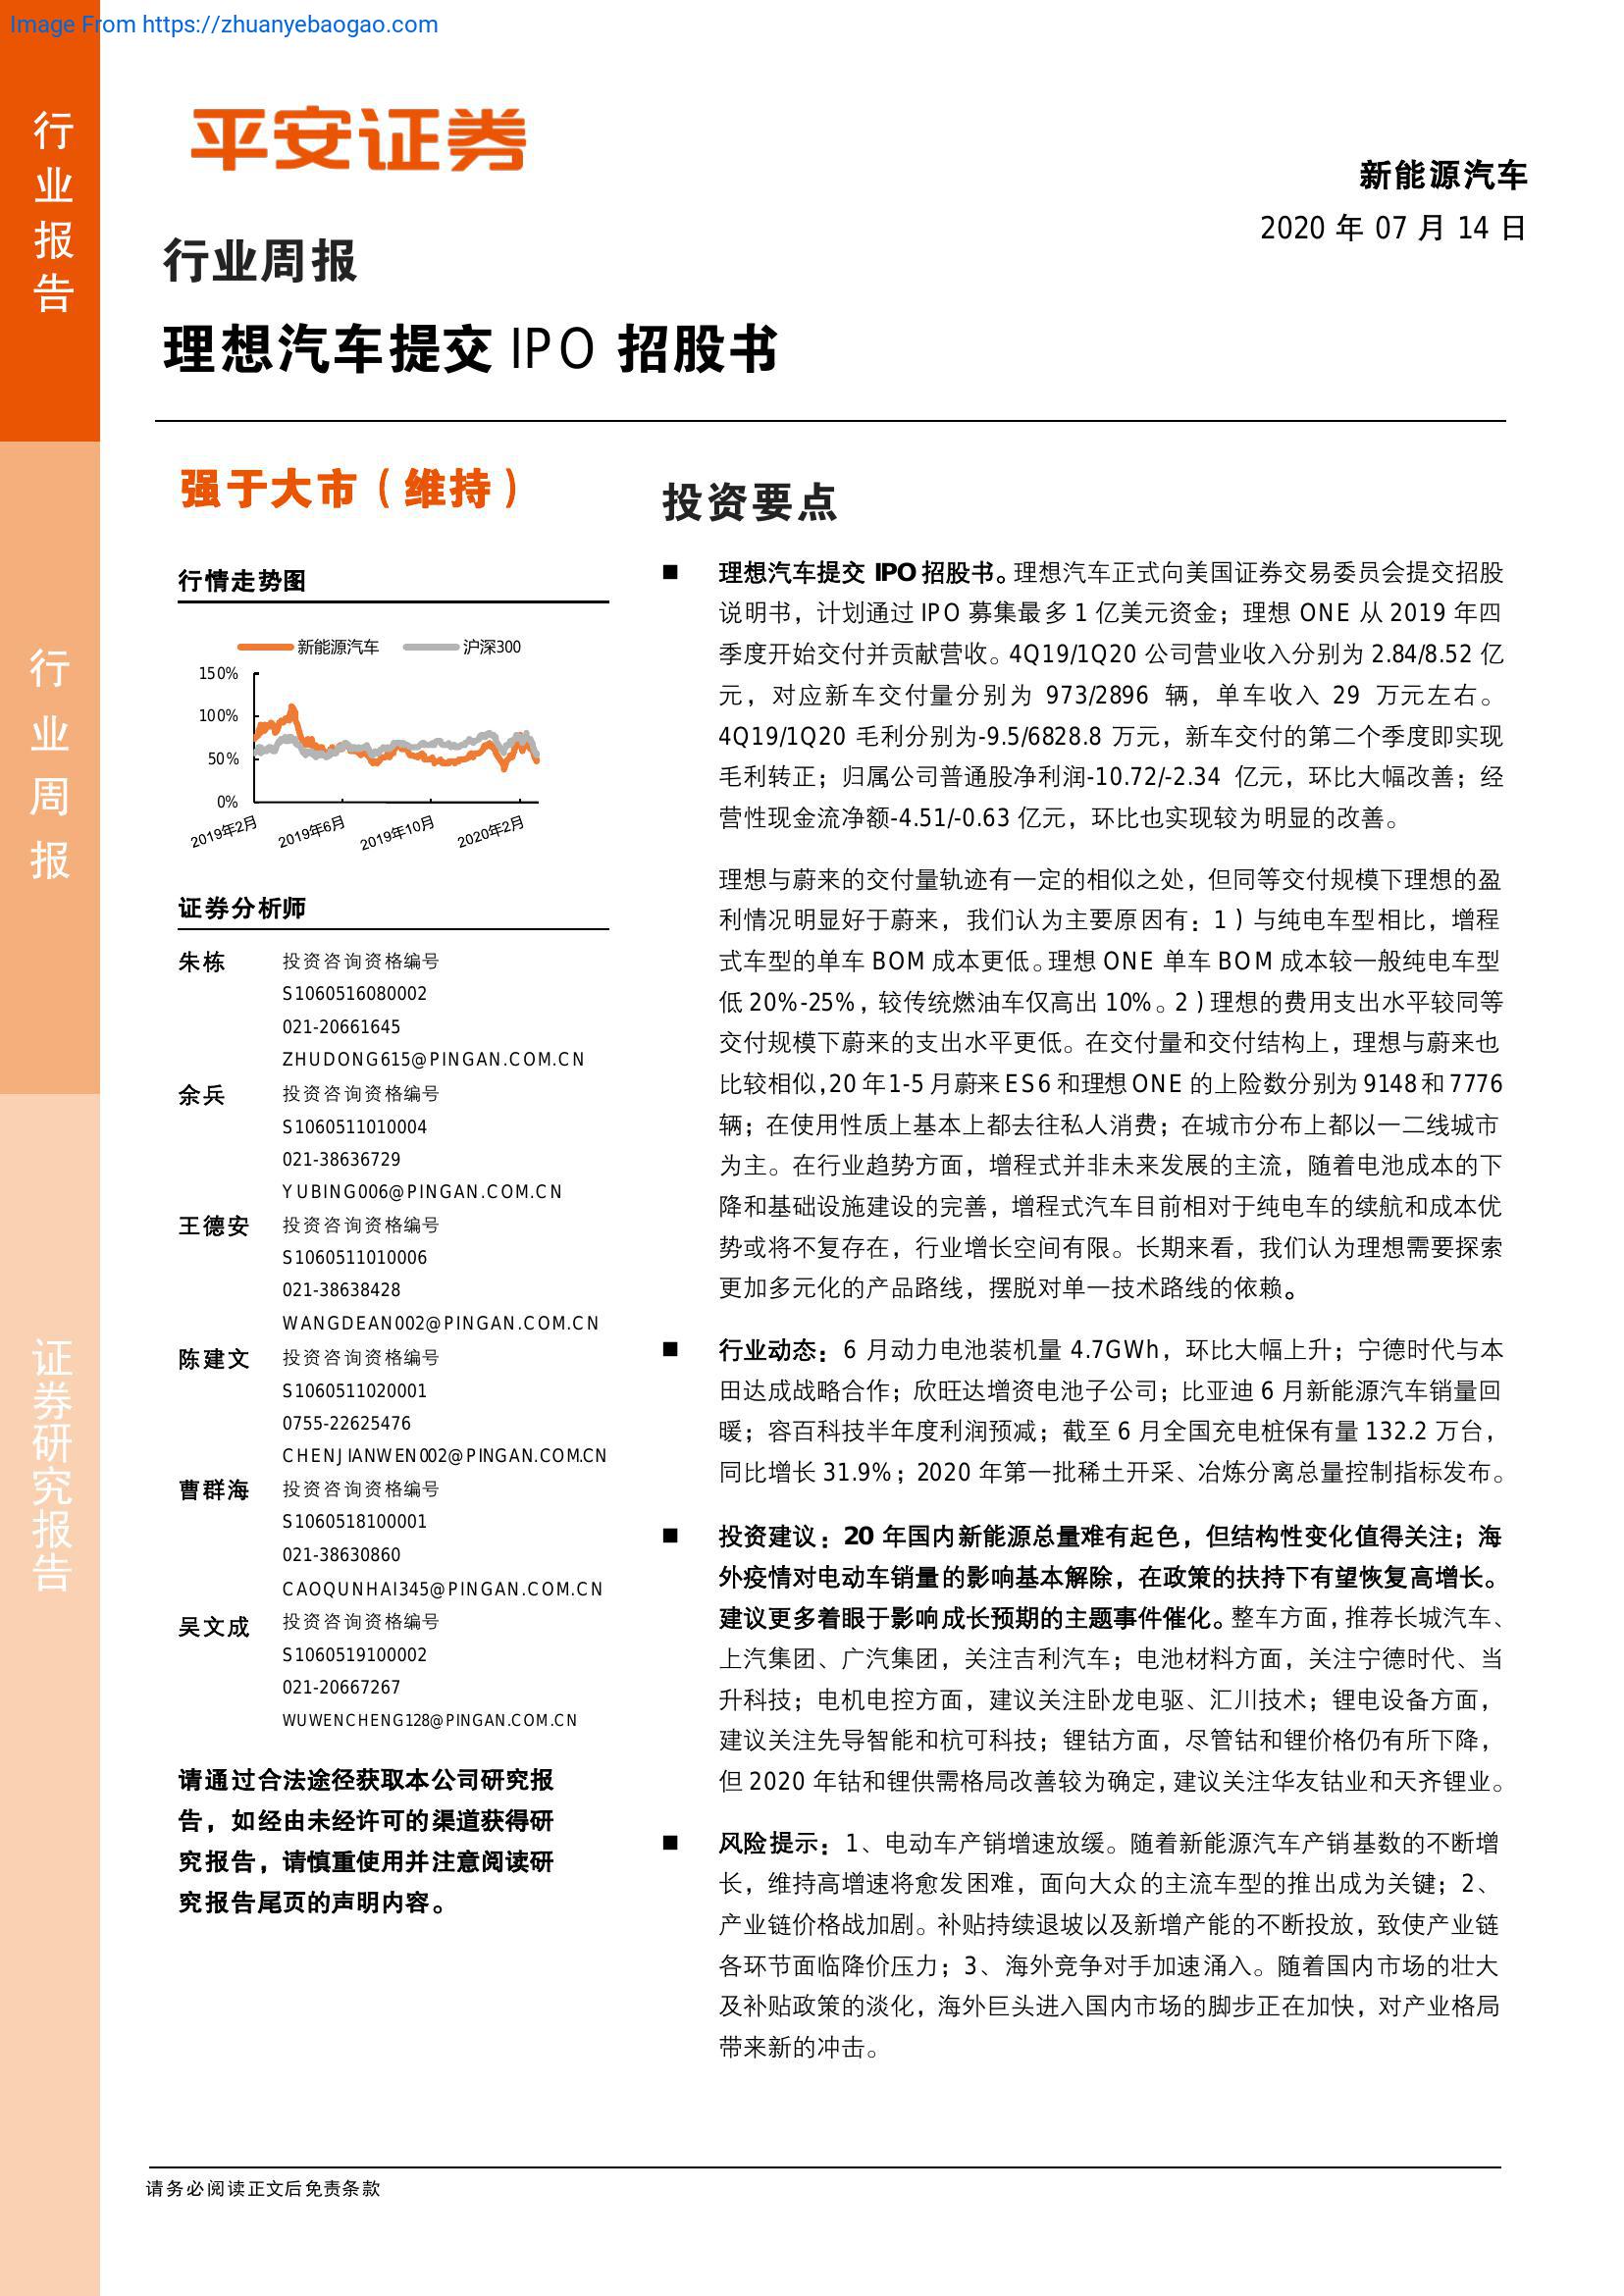 Image From https://zhuanyebaogao.com
行业报告
行业周报
证券研究报告
平安证券
新能源汽车
2020 年 07 月 14 日
行业周报
理想汽车提交 IPO 招股书
强于大市（维持）
行情走势图
新能源汽车 沪深300
150%
100%
50%
0%
2019年2月 2019年6月 2019年10月 2020年2月
证券分析师
朱栋 投资咨询资格编号
S1060516080002
021-20661645
ZHUDONG615@PINGAN.COM.CN
余兵 投资咨询资格编号
S1060511010004
021-38636729
YUBING006@PINGAN.COM.CN
王德安 投资咨询资格编号
S1060511010006
021-38638428
WANGDEAN002@PINGAN.COM.CN
陈建文 投资咨询资格编号
S1060511020001
0755-22625476
CHENJIANWEN002@PINGAN.COM.CN
曹群海 投资咨询资格编号
S1060518100001
021-38630860
CAOQUNHAI345@PINGAN.COM.CN
吴文成 投资咨询资格编号
S1060519100002
021-20667267
WUWENCHENG128@PINGAN.COM.CN
请通过合法途径获取本公司研究报
告，如经由未经许可的渠道获得研
究报告，请慎重使用并注意阅读研
究报告尾页的声明内容。
投资要点
■ 理想汽车提交 IPO 招股书。理想汽车正式向美国证券交易委员会提交招股
说明书，计划通过 IPO 募集最多 1 亿美元资金；理想 ONE 从 2019 年四
季度开始交付并贡献营收。4Q19/1Q20 公司营业收入分别为 2.84/8.52 亿
元，对应新车交付量分别为 973/2896 辆，单车收入 29 万元左右。
4Q19/1Q20 毛利分别为-9.5/6828.8 万元，新车交付的第二个季度即实现
毛利转正；归属公司普通股净利润-10.72/-2.34 亿元，环比大幅改善；经
营性现金流净额-4.51/-0.63 亿元，环比也实现较为明显的改善。
理想与蔚来的交付量轨迹有一定的相似之处，但同等交付规模下理想的盈
利情况明显好于蔚来，我们认为主要原因有：1）与纯电车型相比，增程
式车型的单车 BOM 成本更低。理想 ONE 单车 BOM 成本较一般纯电车型
低 20%-25%，较传统燃油车仅高出 10%。2）理想的费用支出水平较同等
交付规模下蔚来的支出水平更低。在交付量和交付结构上，理想与蔚来也
比较相似，20 年 1-5 月蔚来 ES6 和理想 ONE 的上险数分别为 9148 和 7776
辆；在使用性质上基本上都去往私人消费；在城市分布上都以一二线城市
为主。在行业趋势方面，增程式并非未来发展的主流，随着电池成本的下
降和基础设施建设的完善，增程式汽车目前相对于纯电车的续航和成本优
势或将不复存在，行业增长空间有限。长期来看，我们认为理想需要探索
更加多元化的产品路线，摆脱对单一技术路线的依赖。
■ 行业动态：6 月动力电池装机量 4.7GWh，环比大幅上升；宁德时代与本
田达成战略合作；欣旺达增资电池子公司；比亚迪 6 月新能源汽车销量回
暖；容百科技半年度利润预减；截至 6 月全国充电桩保有量 132.2 万台，
同比增长 31.9%；2020 年第一批稀土开采、冶炼分离总量控制指标发布。
■ 投资建议：20 年国内新能源总量难有起色，但结构性变化值得关注；海
外疫情对电动车销量的影响基本解除，在政策的扶持下有望恢复高增长。
建议更多着眼于影响成长预期的主题事件催化。整车方面，推荐长城汽车、
上汽集团、广汽集团，关注吉利汽车；电池材料方面，关注宁德时代、当
升科技；电机电控方面，建议关注卧龙电驱、汇川技术；锂电设备方面，
建议关注先导智能和杭可科技；锂钴方面，尽管钴和锂价格仍有所下降，
但 2020 年钴和锂供需格局改善较为确定，建议关注华友钴业和天齐锂业。
■ 风险提示：1、电动车产销增速放缓。随着新能源汽车产销基数的不断增
长，维持高增速将愈发困难，面向大众的主流车型的推出成为关键；2、
产业链价格战加剧。补贴持续退坡以及新增产能的不断投放，致使产业链
各环节面临降价压力；3、海外竞争对手加速涌入。随着国内市场的壮大
及补贴政策的淡化，海外巨头进入国内市场的脚步正在加快，对产业格局
带来新的冲击。
请务必阅读正文后免责条款